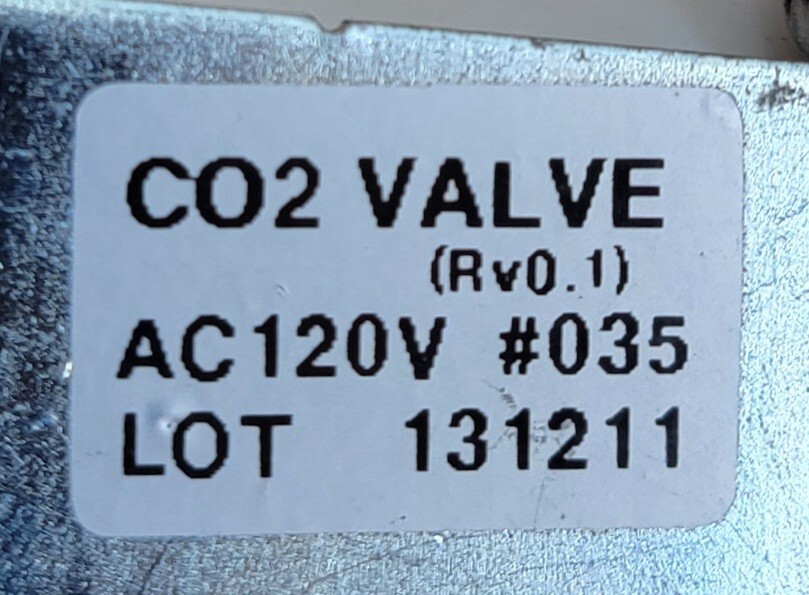 CO2 VALVE
(Rv0.1)
AC120V #035
LOT 131211